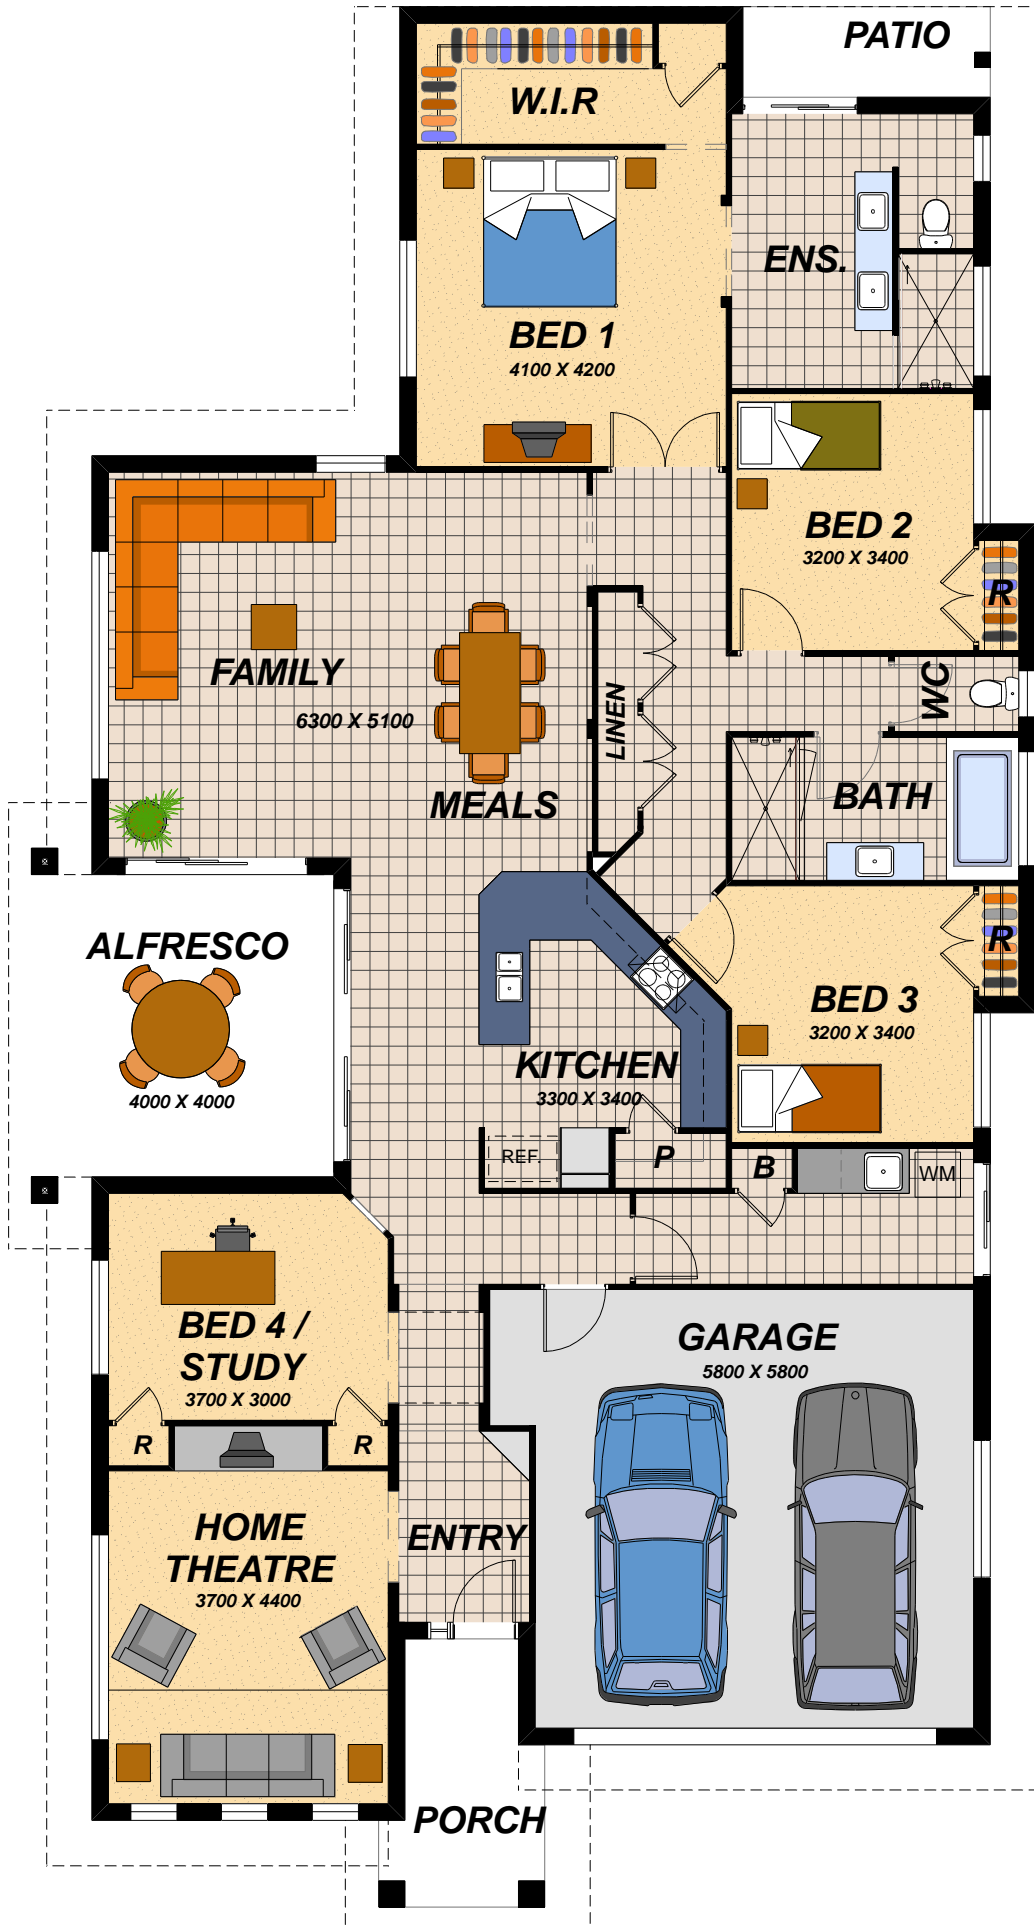 PATIO
W.I.R
ENS.
BED 1
4100 X 4200
BED 2
3200 X 3400
R
FAMILY
6300 X 5100
LINEN
WC
MEALS
BATH
ALFRESCO
4000 X 4000
R
BED 3
3200 X 3400
KITCHEN
3300 X 3400
REF.
P
B
WM
BED 4 /
STUDY
3700 X 3000
R
R
GARAGE
5800 X 5800
HOME
THEATRE
3700 X 4400
ENTRY
PORCH